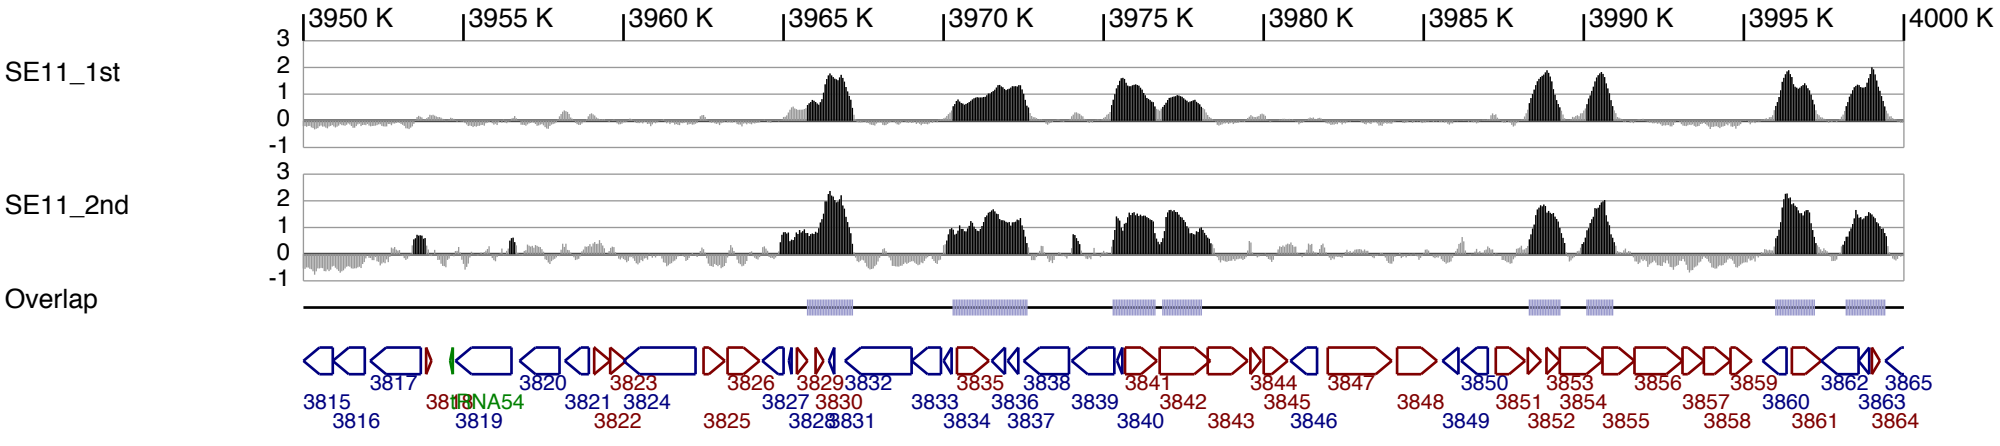 3950 K 3955 K 3960 K 3965 K 3970 K 3975 K 3980 K 3985 K 3990 K 3995 K 4000 K
3
2
SE11_1st
1
0
-1
3
2
SE11_2nd
1
0
-1
Overlap
3817 3820 3823 3826 3829 3832 3835 3838 3841 3844 3847 3850 3853 3856 3859 3862 3865
3815 3818 tRNA54 3821 3824 3827 3830 3833 3836 3839 3842 3845 3848 3851 3854 3857 3860 3863
3816 3819 3822 3825 3828 3831 3834 3837 3840 3843 3846 3849 3852 3855 3858 3861 3864